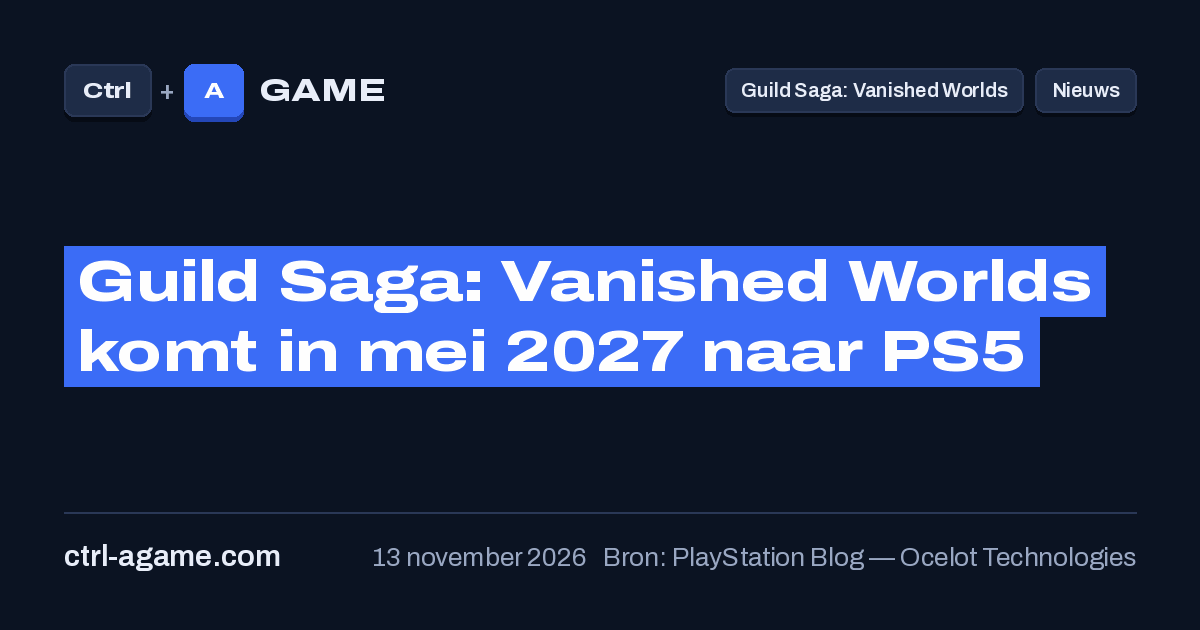 Ctrl + A GAME
Guild Saga: Vanished Worlds Nieuws
Guild Saga: Vanished Worlds
komt in mei 2027 naar PS5
ctrl-agame.com
13 november 2026 Bron: PlayStation Blog — Ocelot Technologies